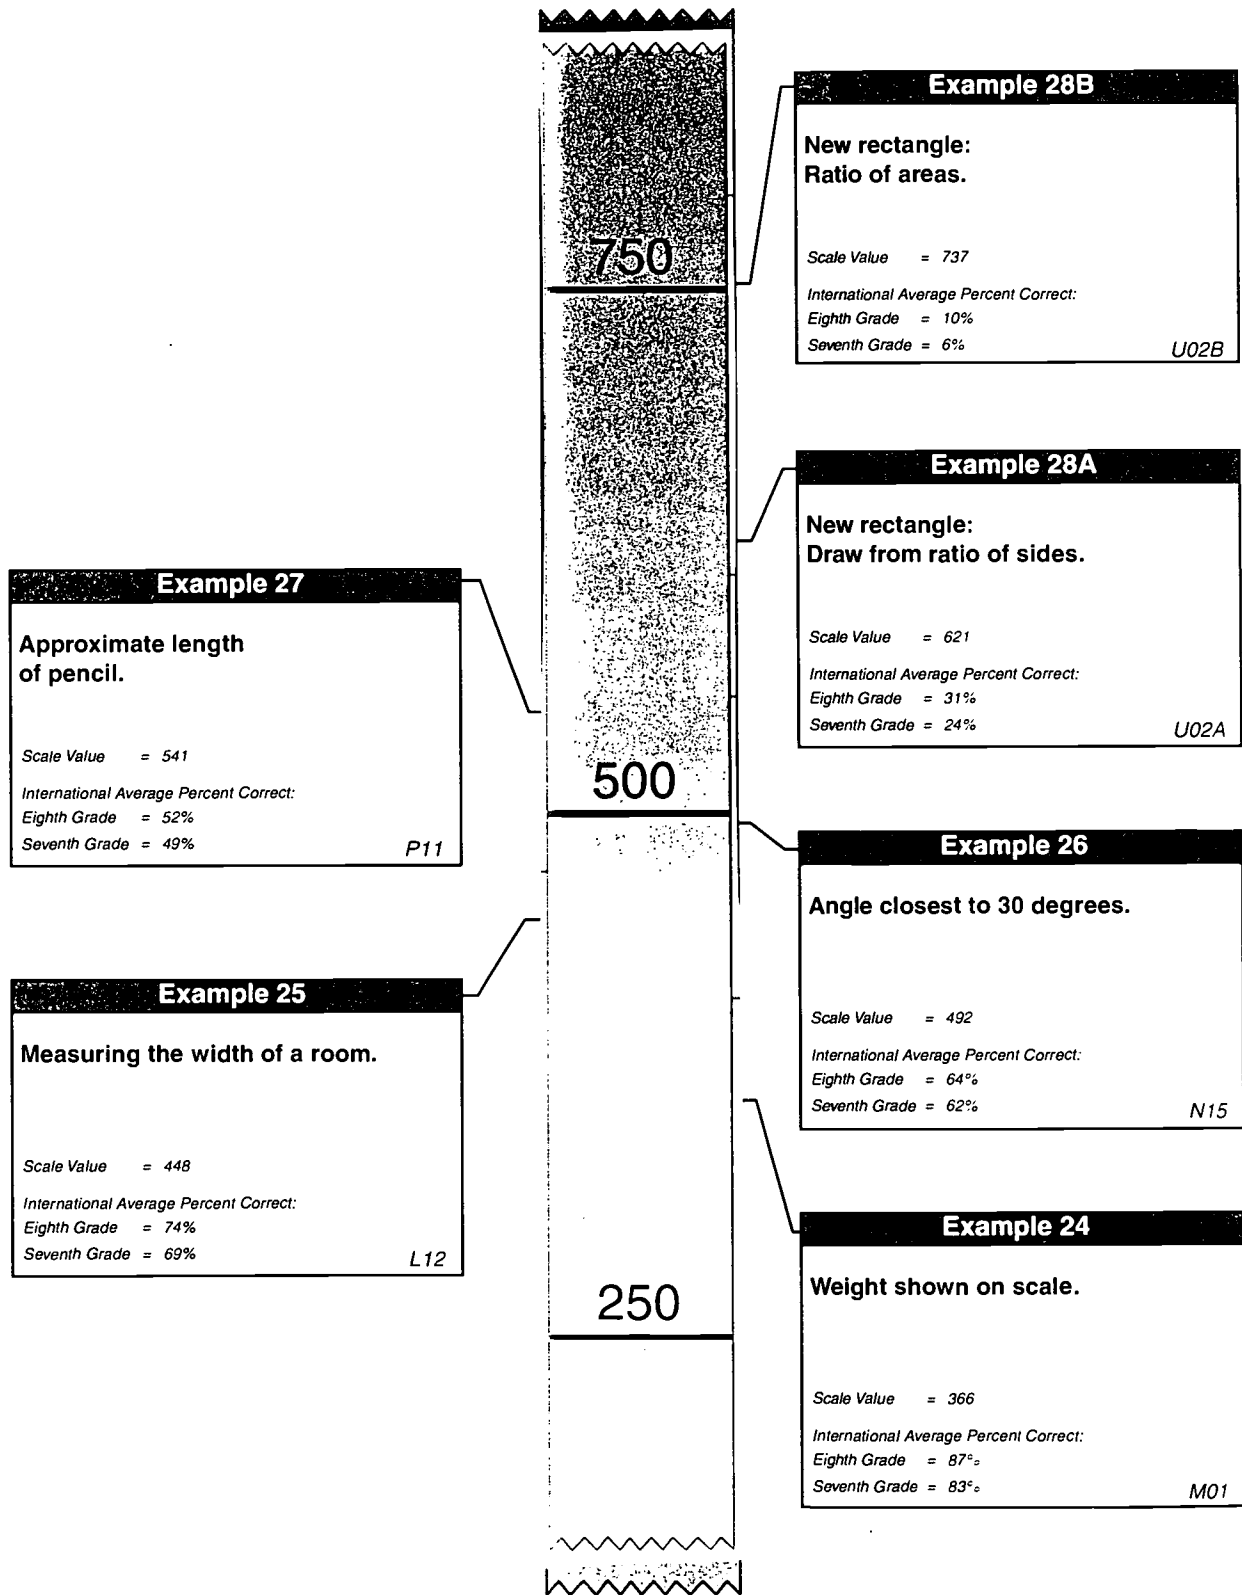 Example 28B
New rectangle:
Ratio of areas.
Scale Value = 737
International Average Percent Correct:
Eighth Grade = 10%
Seventh Grade = 6%
U02B
750
Example 28A
New rectangle:
Draw from ratio of sides.
Scale Value = 621
International Average Percent Correct:
Eighth Grade = 31%
Seventh Grade = 24%
U02A
Example 27
Approximate length
of pencil.
Scale Value = 541
International Average Percent Correct:
Eighth Grade = 52%
Seventh Grade = 49%
P11
500
Example 26
Angle closest to 30 degrees.
Scale Value = 492
International Average Percent Correct:
Eighth Grade = 64%
Seventh Grade = 62%
N15
Example 25
Measuring the width of a room.
Scale Value = 448
International Average Percent Correct:
Eighth Grade = 74%
Seventh Grade = 69%
L12
250
Example 24
Weight shown on scale.
Scale Value = 366
International Average Percent Correct:
Eighth Grade = 87%
Seventh Grade = 83%
M01